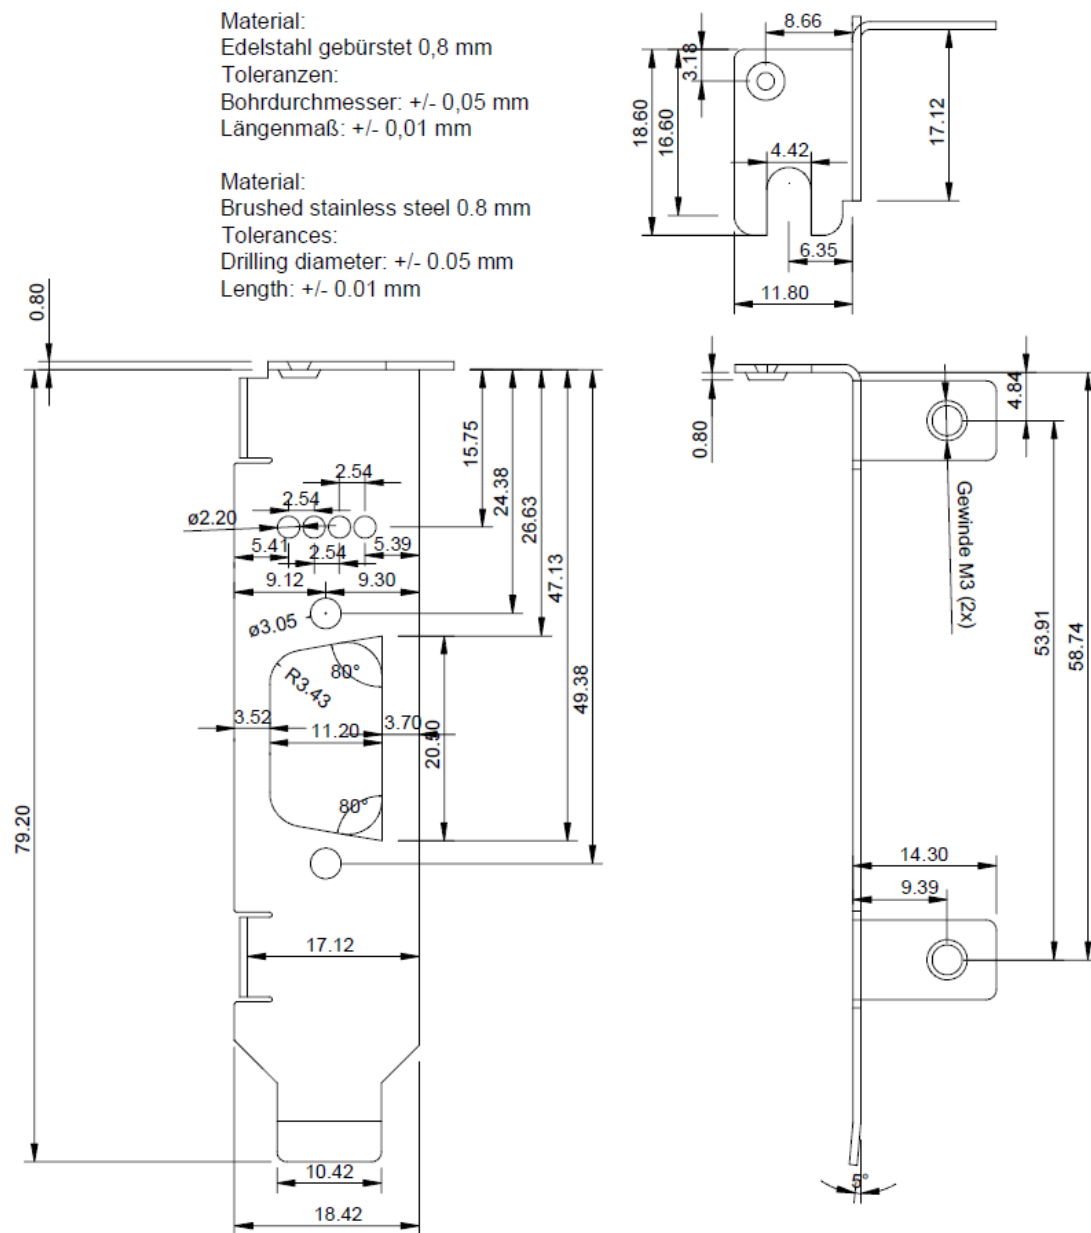 Material:
Edelstahl gebürstet 0,8 mm
Toleranzen:
Bohrdurchmesser: +/- 0,05 mm
Längenmaß: +/- 0,01 mm
Material:
Brushed stainless steel 0.8 mm
Tolerances:
Drilling diameter: +/- 0.05 mm
Length: +/- 0.01 mm
8.66
3.18
18.60
16.60
4.42
17.12
6.35
11.80
0.80
15.75
24.38
26.63
47.13
49.38
2.54
2.54
ø2.20
5.41
2.54
5.39
9.12
9.30
ø3.05
80°
R3.43
3.52
11.20
3.70
20.50
80°
79.20
17.12
10.42
18.42
0.80
4.84
Gewinde M3 (2x)
53.91
58.74
14.30
9.39
5°